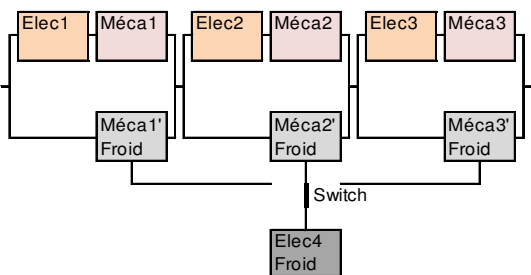 Elec1 Méca1 Elec2 Méca2 Elec3 Méca3
Méca1' Méca2' Méca3'
Froid Froid Froid
Switch
Elec4
Froid